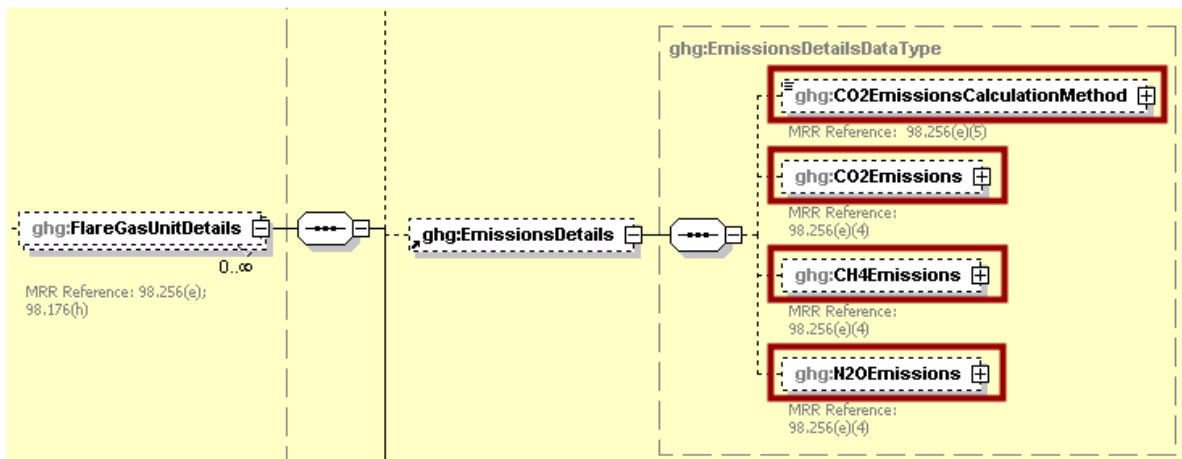 ghg:EmissionsDetailsDataType
ghg:CO2EmissionsCalculationMethod
MRR Reference: 98.256(e)(5)
ghg:CO2Emissions
MRR Reference:
98.256(e)(4)
ghg:FlareGasUnitDetails
0..∞
MRR Reference: 98.256(e);
98.176(h)
ghg:EmissionsDetails
ghg:CH4Emissions
MRR Reference:
98.256(e)(4)
ghg:N2OEmissions
MRR Reference:
98.256(e)(4)